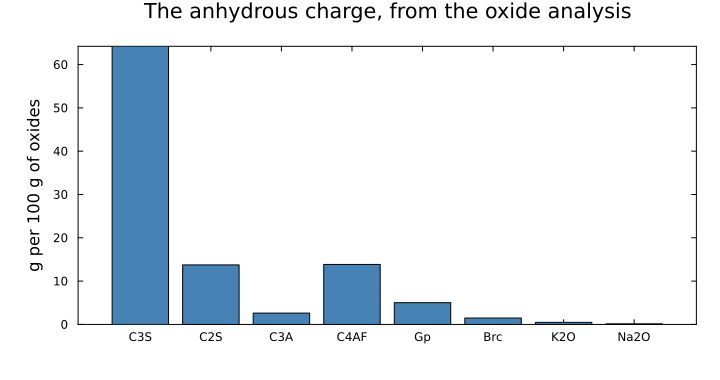 The anhydrous charge, from the oxide analysis
g per 100 g of oxides
60
50
40
30
20
10
0
C3S C2S C3A C4AF Gp Brc K2O Na2O